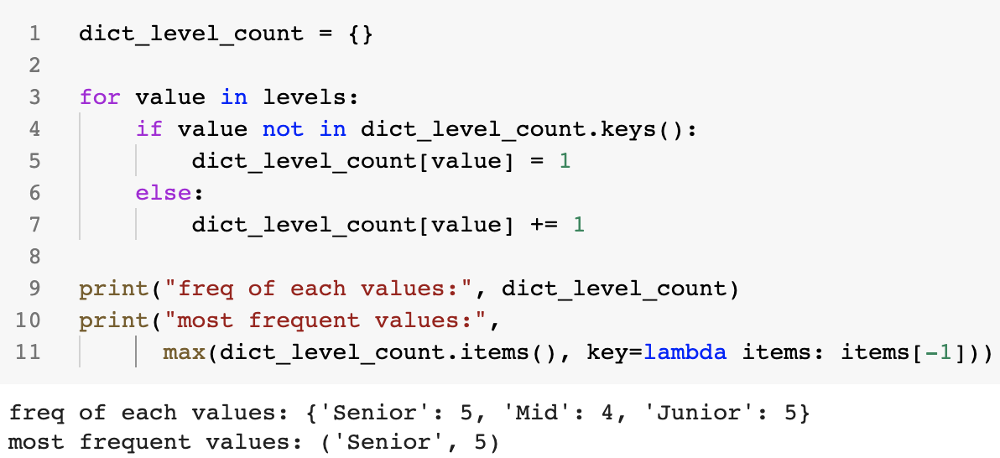 1 dict_level_count = {}
2
3 for value in levels:
4     if value not in dict_level_count.keys():
5         dict_level_count[value] = 1
6     else:
7         dict_level_count[value] += 1
8
9 print("freq of each values:", dict_level_count)
10 print("most frequent values:",
11       max(dict_level_count.items(), key=lambda items: items[-1]))
freq of each values: {'Senior': 5, 'Mid': 4, 'Junior': 5}
most frequent values: ('Senior', 5)